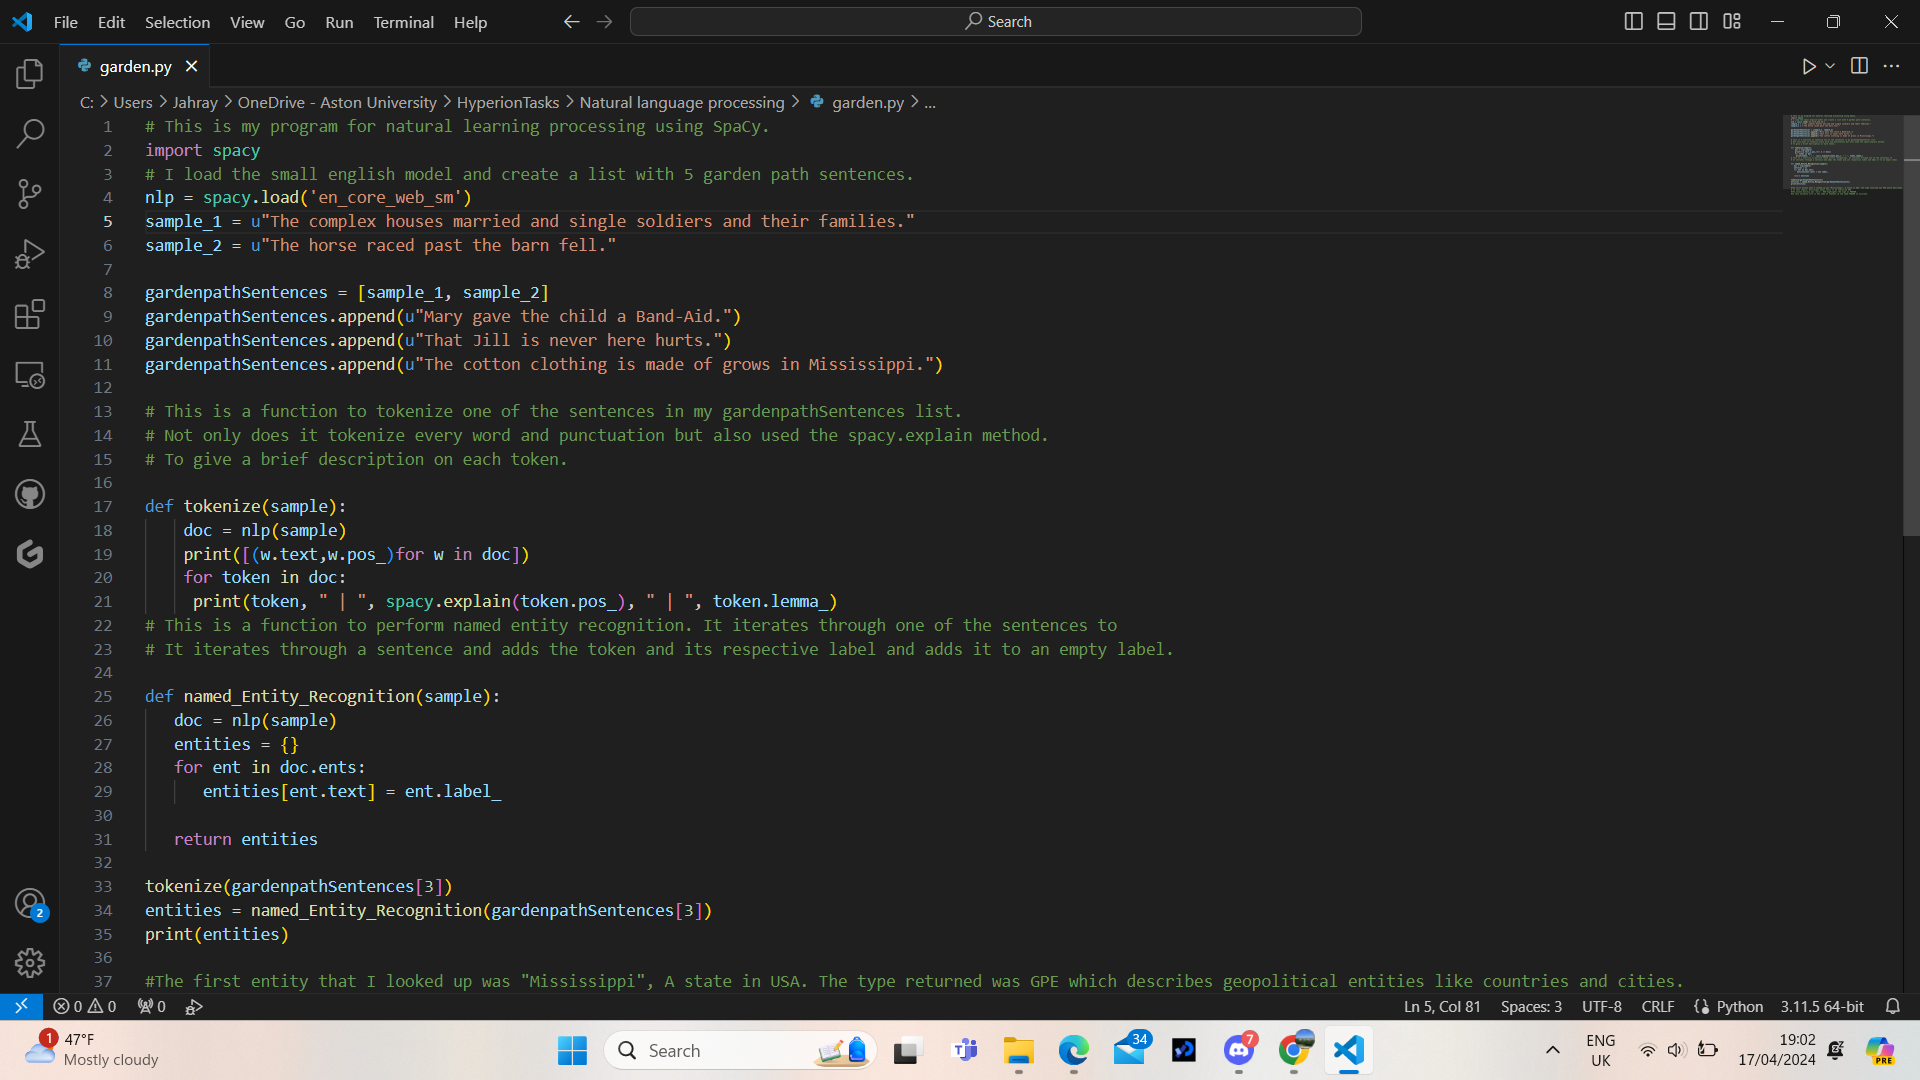 File Edit Selection View Go Run Terminal Help
Search
garden.py
C: > Users > Jahray > OneDrive - Aston University > HyperionTasks > Natural language processing > garden.py > ...
1 # This is my program for natural learning processing using SpaCy.
2 import spacy
3 # I load the small english model and create a list with 5 garden path sentences.
4 nlp = spacy.load('en_core_web_sm')
5 sample_1 = u"The complex houses married and single soldiers and their families."
6 sample_2 = u"The horse raced past the barn fell."
7
8 gardenpathSentences = [sample_1, sample_2]
9 gardenpathSentences.append(u"Mary gave the child a Band-Aid.")
10 gardenpathSentences.append(u"That Jill is never here hurts.")
11 gardenpathSentences.append(u"The cotton clothing is made of grows in Mississippi.")
12
13 # This is a function to tokenize one of the sentences in my gardenpathSentences list.
14 # Not only does it tokenize every word and punctuation but also used the spacy.explain method.
15 # To give a brief description on each token.
16
17 def tokenize(sample):
18 doc = nlp(sample)
19 print([(w.text,w.pos_)for w in doc])
20 for token in doc:
21 print(token, " | ", spacy.explain(token.pos_), " | ", token.lemma_)
22 # This is a function to perform named entity recognition. It iterates through one of the sentences to
23 # It iterates through a sentence and adds the token and its respective label and adds it to an empty label.
24
25 def named_Entity_Recognition(sample):
26 doc = nlp(sample)
27 entities = {}
28 for ent in doc.ents:
29 entities[ent.text] = ent.label_
30
31 return entities
32
33 tokenize(gardenpathSentences[3])
34 entities = named_Entity_Recognition(gardenpathSentences[3])
35 print(entities)
36
37 #The first entity that I looked up was "Mississippi", A state in USA. The type returned was GPE which describes geopolitical entities like countries and cities.
2
0 0 0 Ln 5, Col 81 Spaces: 3 UTF-8 CRLF Python 3.11.5 64-bit
1
47°F
Mostly cloudy
Search
34
7
ENG
UK
19:02
17/04/2024
PRE